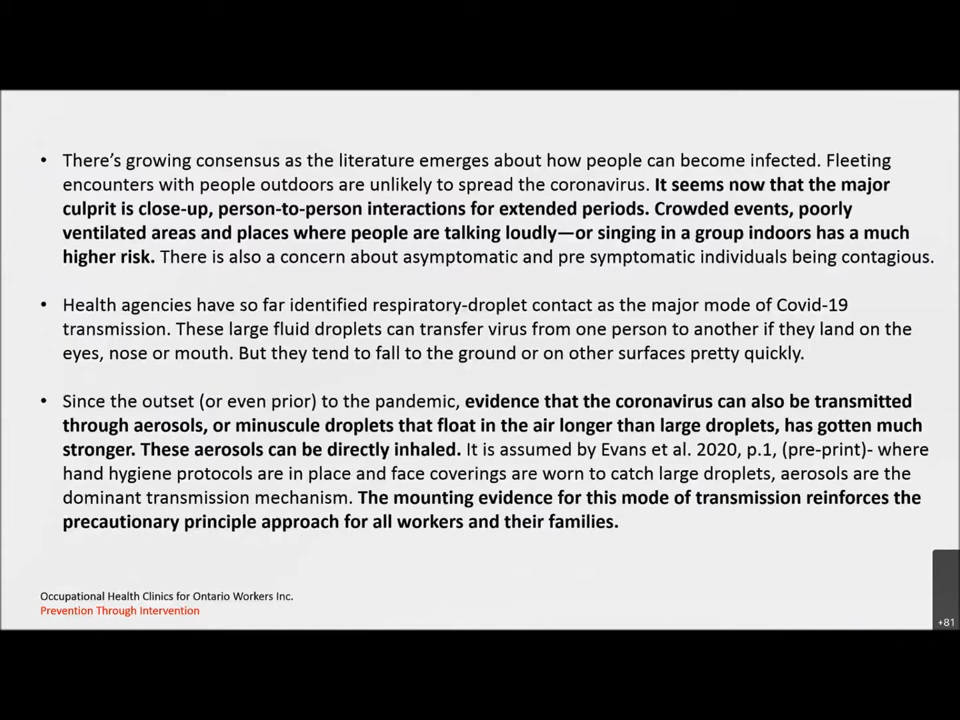 • There's growing consensus as the literature emerges about how people can become infected. Fleeting
encounters with people outdoors are unlikely to spread the coronavirus. It seems now that the major
culprit is close-up, person-to-person interactions for extended periods. Crowded events, poorly
ventilated areas and places where people are talking loudly—or singing in a group indoors has a much
higher risk. There is also a concern about asymptomatic and pre symptomatic individuals being contagious.
• Health agencies have so far identified respiratory-droplet contact as the major mode of Covid-19
transmission. These large fluid droplets can transfer virus from one person to another if they land on the
eyes, nose or mouth. But they tend to fall to the ground or on other surfaces pretty quickly.
• Since the outset (or even prior) to the pandemic, evidence that the coronavirus can also be transmitted
through aerosols, or minuscule droplets that float in the air longer than large droplets, has gotten much
stronger. These aerosols can be directly inhaled. It is assumed by Evans et al. 2020, p.1, (pre-print)- where
hand hygiene protocols are in place and face coverings are worn to catch large droplets, aerosols are the
dominant transmission mechanism. The mounting evidence for this mode of transmission reinforces the
precautionary principle approach for all workers and their families.
Occupational Health Clinics for Ontario Workers Inc.
Prevention Through Intervention
+81